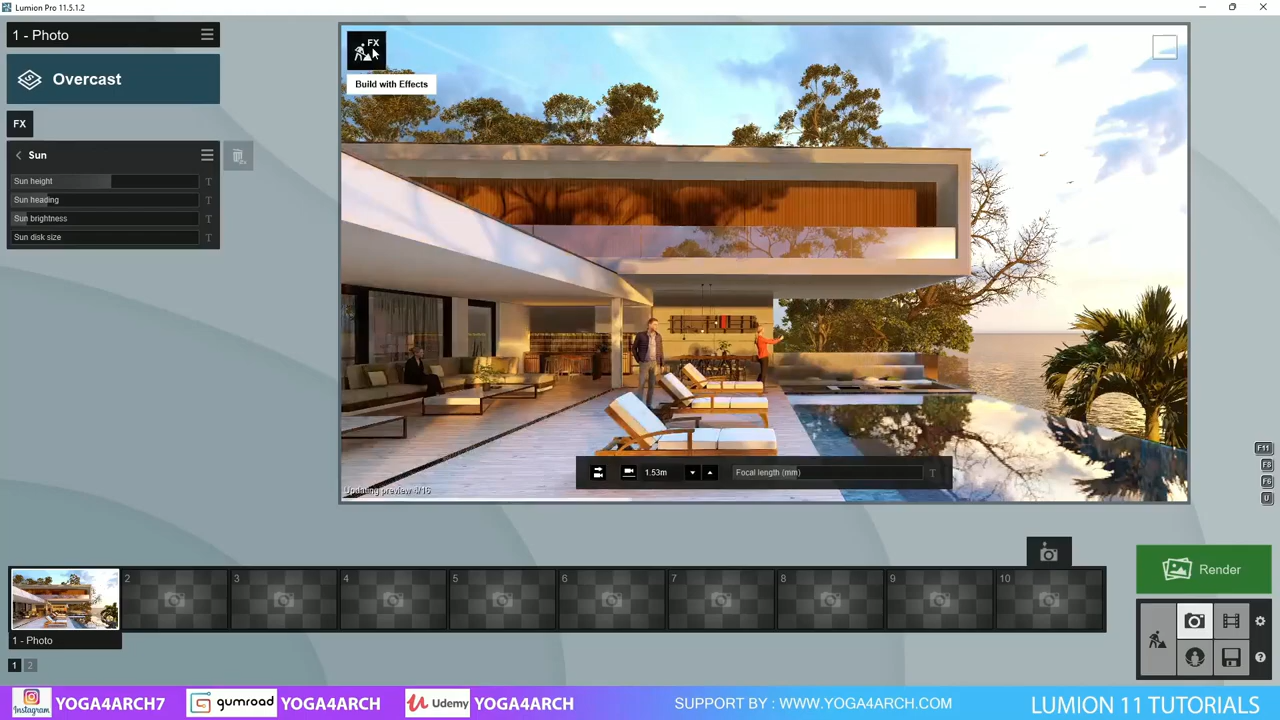 Lumion Pro 11.5.1.2
1 - Photo
Overcast
FX
Sun
Sun height
T
Sun heading
T
Sun brightness
T
Sun disk size
T
FX
Build with Effects
Updating preview 4/16
1.53m
Focal length (mm)
T
F11
F8
F6
U
2
3
4
5
6
7
8
9
10
1 - Photo
1
2
Render
?
Instagram
YOGA4ARCH7
gumroad
YOGA4ARCH
Udemy
YOGA4ARCH
SUPPORT BY : WWW.YOGA4ARCH.COM
LUMION 11 TUTORIALS